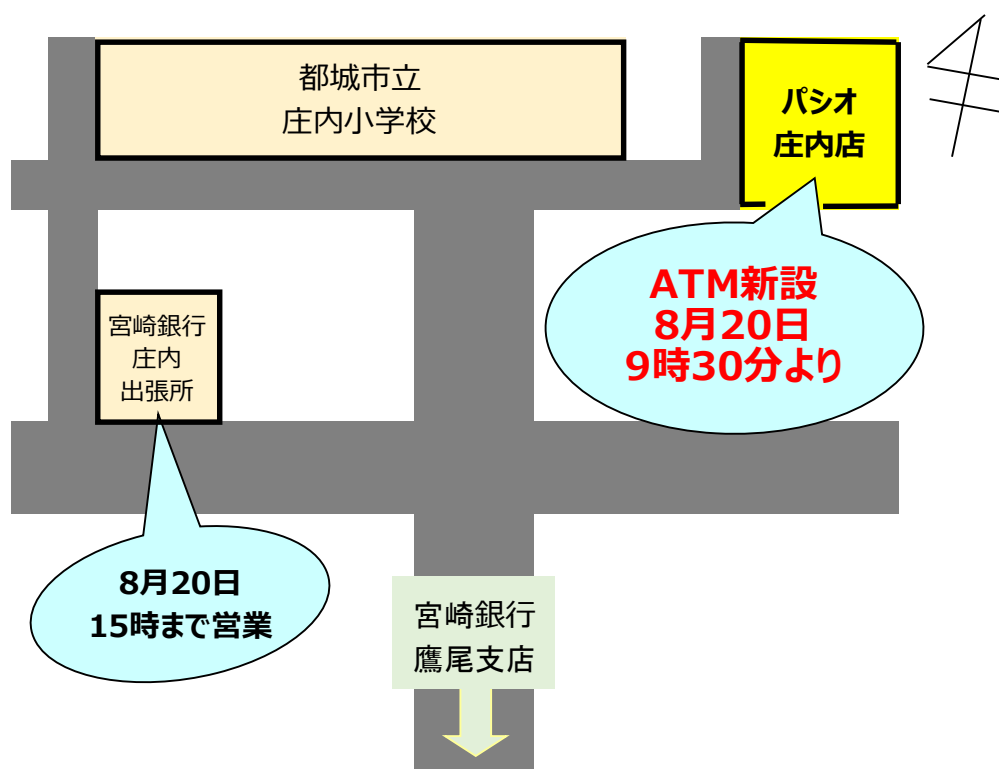 都城市立
庄内小学校
パシオ
庄内店
ATM新設
8月20日
9時30分より
宮崎銀行
庄内
出張所
8月20日
15時まで営業
宮崎銀行
鷹尾支店